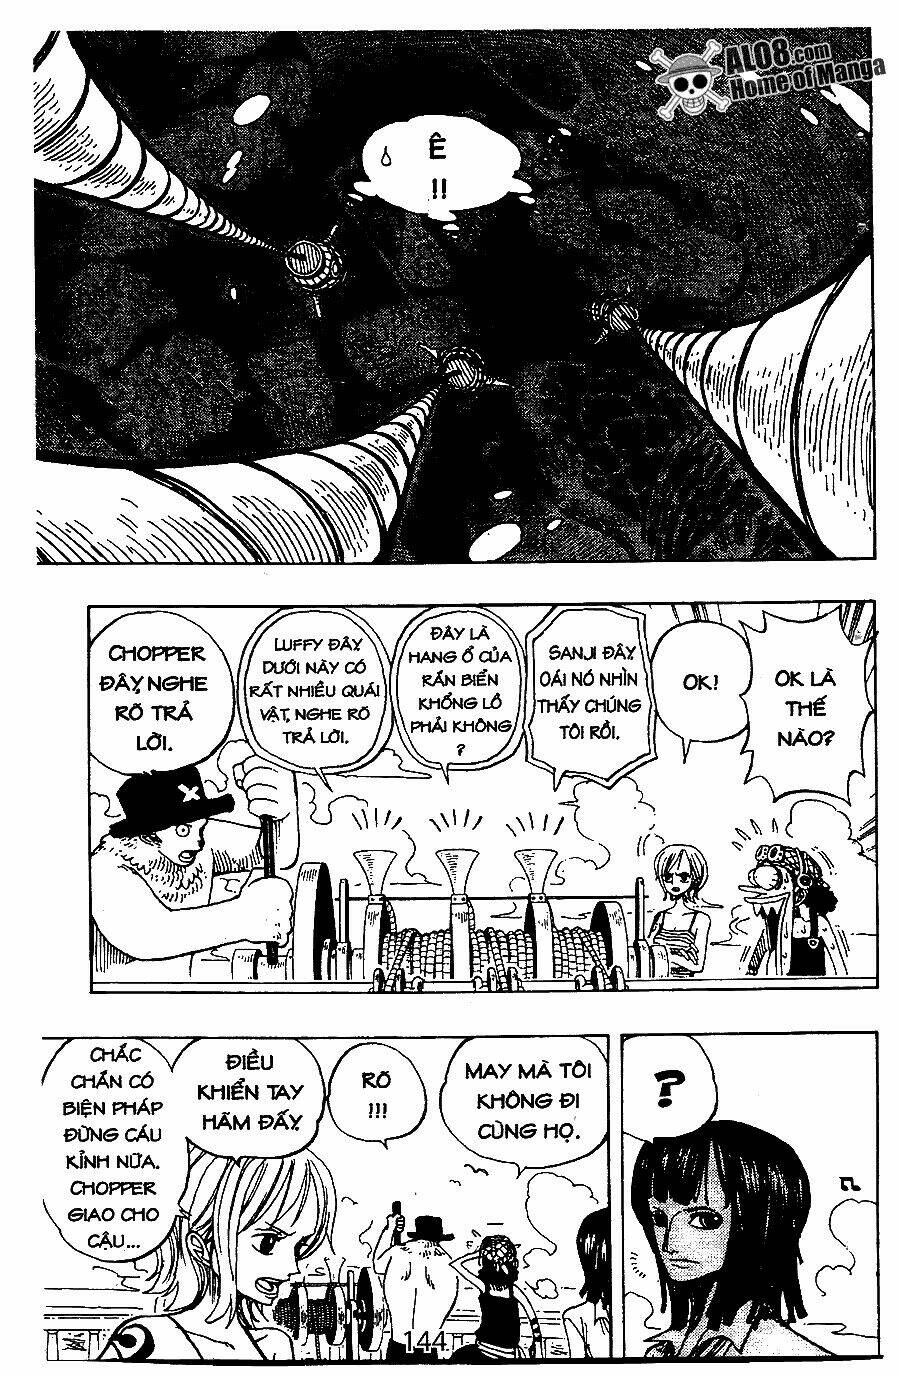 ALO8.com
Home of Manga
Ê
!!
OK LÀ
THẾ
NÀO?
OK!
SANJI ĐÂY
OÁI NÓ NHÌN
THẤY CHÚNG
TÔI RỒI.
ĐÂY LÀ
HANG Ổ CỦA
RẮN BIỂN
KHỔNG LỒ
PHẢI KHÔNG
?
LUFFY ĐÂY
DƯỚI NÀY CÓ
RẤT NHIỀU QUÁI
VẬT, NGHE RÕ
TRẢ LỜI.
CHOPPER
ĐÂY, NGHE
RÕ TRẢ
LỜI.
?
MAY MÀ TÔI
KHÔNG ĐI
CÙNG HỌ.
RÕ
!!!
ĐIỀU
KHIỂN TAY
HÃM ĐẤY.
CHẮC
CHẮN CÓ
BIỆN PHÁP
ĐỪNG CÁU
KỈNH NỮA.
CHOPPER
GIAO CHO
CẬU...
144